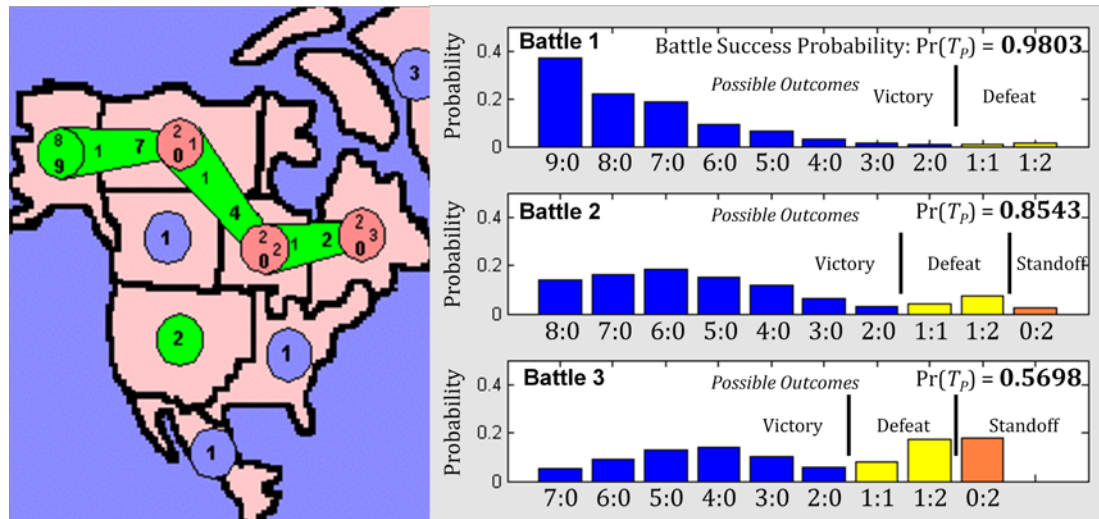 3
8
9
1
7
2
1
0
1
4
1
2
2
0
1
2
2
3
0
2
1
1
Battle 1
Battle Success Probability: Pr(T_P) = 0.9803
Possible Outcomes
Victory
Defeat
Probability
0.4
0.2
0
9:0 8:0 7:0 6:0 5:0 4:0 3:0 2:0 1:1 1:2
Battle 2
Possible Outcomes
Pr(T_P) = 0.8543
Victory
Defeat
Standoff
Probability
0.4
0.2
0
8:0 7:0 6:0 5:0 4:0 3:0 2:0 1:1 1:2 0:2
Battle 3
Possible Outcomes
Pr(T_P) = 0.5698
Victory
Defeat
Standoff
Probability
0.4
0.2
0
7:0 6:0 5:0 4:0 3:0 2:0 1:1 1:2 0:2